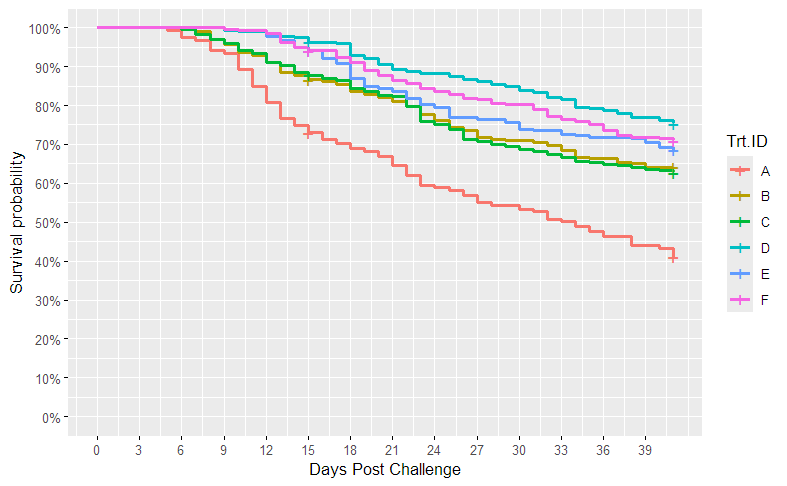 100%
90%
80%
70%
60%
50%
40%
30%
20%
10%
0%
Survival probability
0 3 6 9 12 15 18 21 24 27 30 33 36 39
Days Post Challenge
Trt.ID
A
B
C
D
E
F